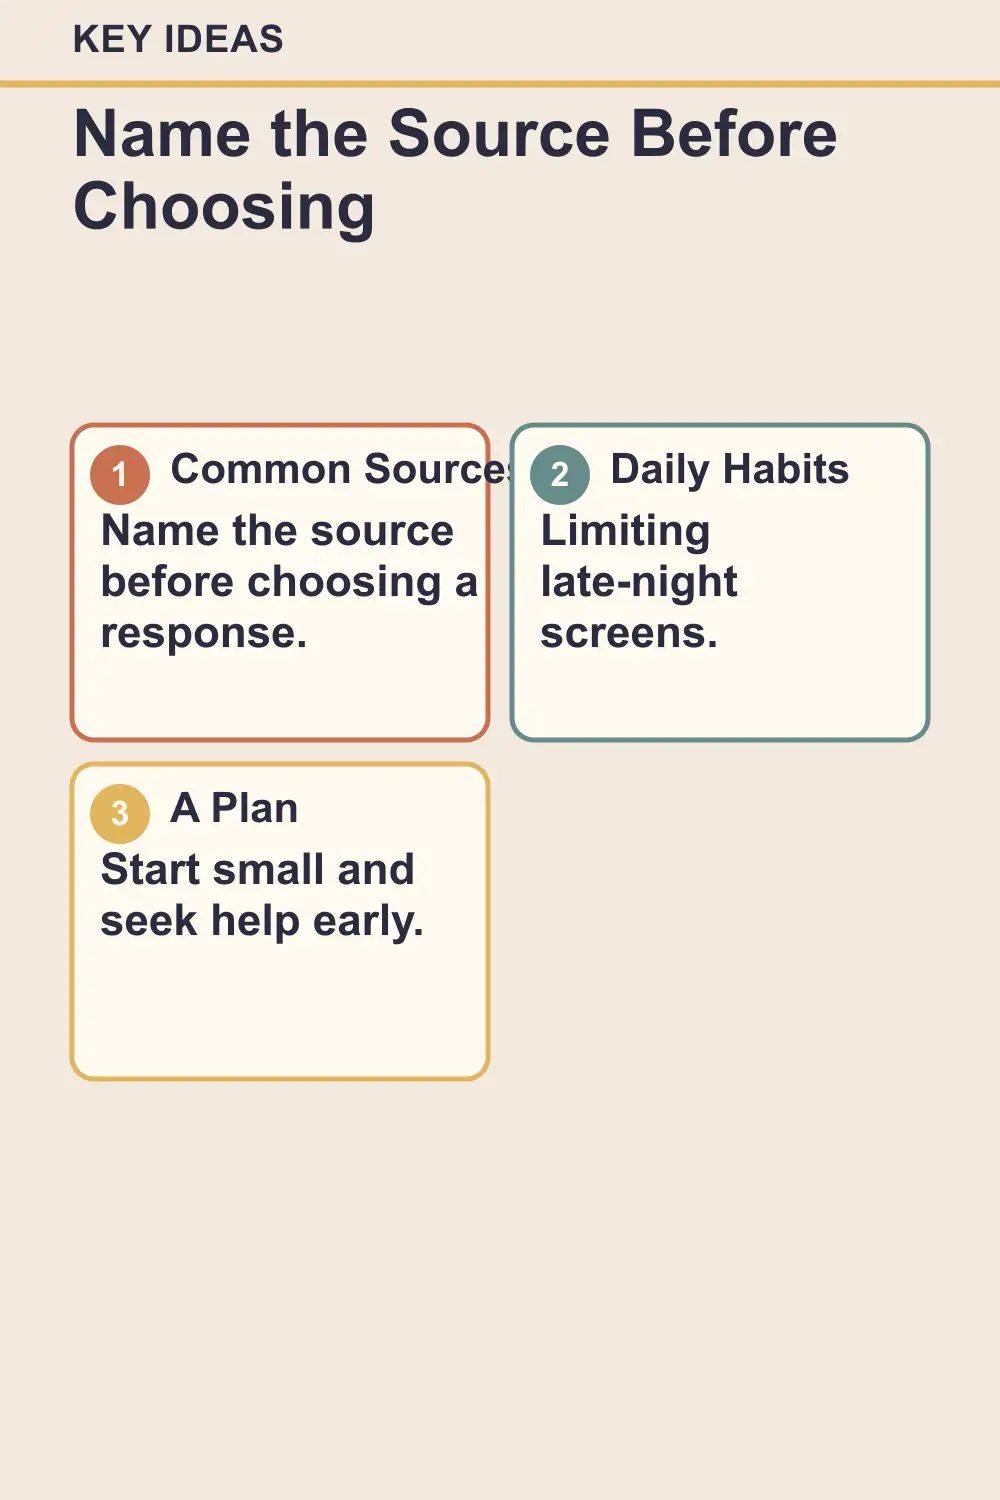 KEY IDEAS
Name the Source Before
Choosing
1
Common Sources
Name the source
before choosing a
response.
2
Daily Habits
Limiting
late-night
screens.
3
A Plan
Start small and
seek help early.